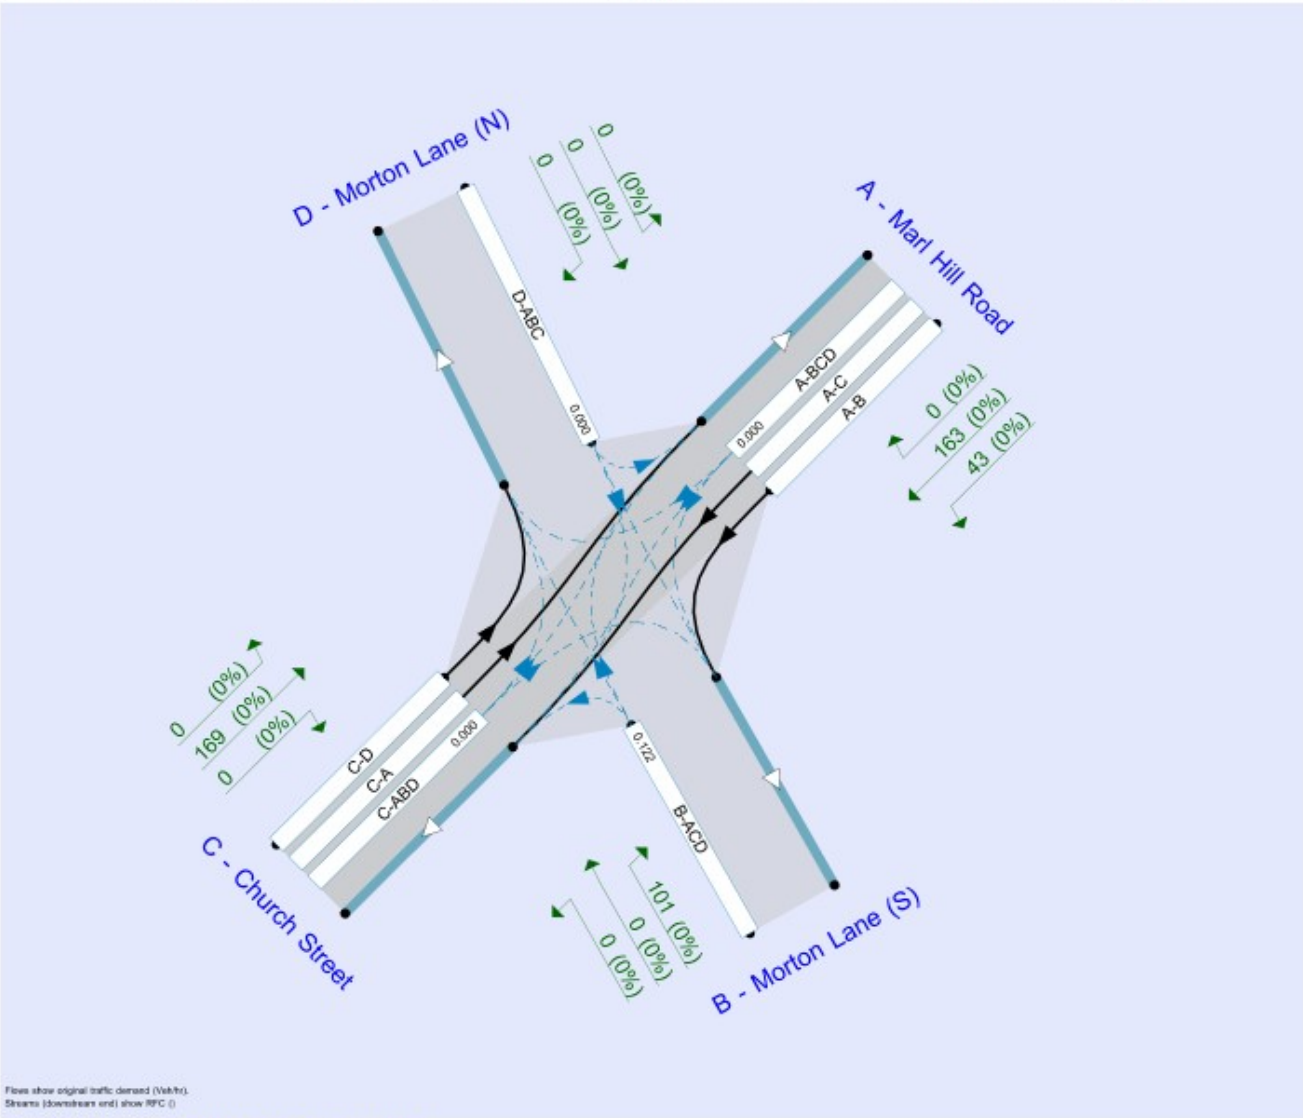 D - Morton Lane (N)
0 (0%)
0 (0%)
0 (0%)
A - Marl Hill Road
D-ABC
0.000
A-BCD
A-C
A-B
0.000
0 (0%)
163 (0%)
43 (0%)
0 (0%)
169 (0%)
0 (0%)
C-D
C-A
C-ABD
0.000
C - Church Street
0.122
B-ACD
101 (0%)
0 (0%)
0 (0%)
B - Morton Lane (S)
Flows show original traffic demand (Veh/hr).
Streams (downstream end) show RFC ()